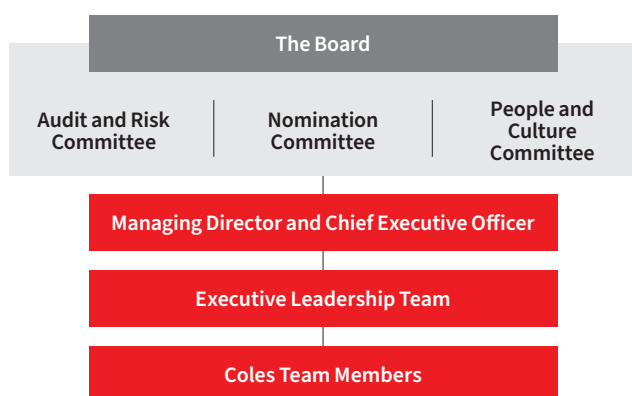 The Board
Audit and Risk
Committee
Nomination
Committee
People and
Culture
Committee
Managing Director and Chief Executive Officer
Executive Leadership Team
Coles Team Members